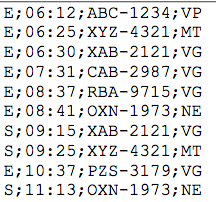 E;06:12;ABC-1234;VP
E;06:25;XYZ-4321;MT
E;06:30;XAB-2121;VG
E;07:31;CAB-2987;VG
E;08:37;RBA-9715;VG
E;08:41;OXN-1973;NE
S;09:15;XAB-2121;VG
S;09:25;XYZ-4321;MT
E;10:37;PZS-3179;VG
S;11:13;OXN-1973;NE